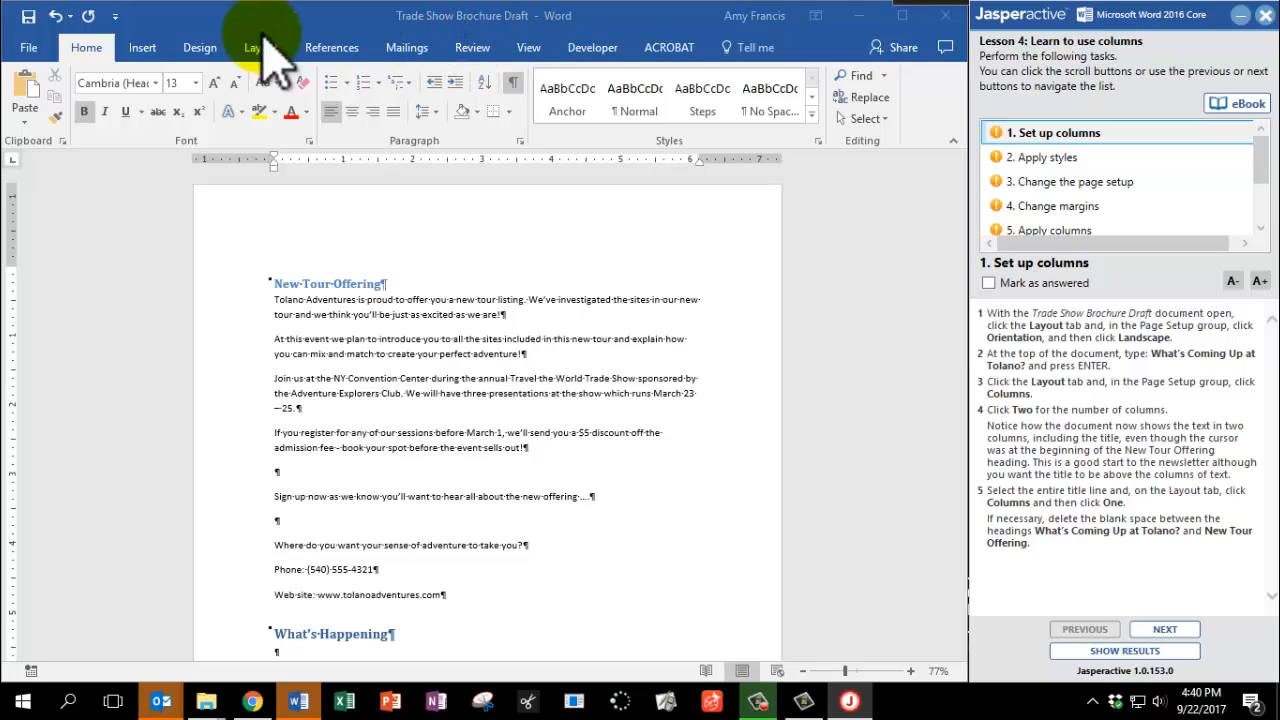 Trade Show Brochure Draft - Word
Amy Francis
File
Home
Insert
Design
References
Mailings
Review
View
Developer
ACROBAT
Tell me
Share
Paste
Cambria (Hea
13
B I U abc
AaBbCcDc AaBbCcDc AaBbCcDc AaBbCcDc
Anchor
¶ Normal
Steps
¶ No Spac...
Find
Replace
Select
Clipboard
Font
Paragraph
Styles
Editing
1 1 2 3 4 5 6 7
New·Tour·Offering¶
Tolano·Adventures·is·proud·to·offer·you·a·new·tour·listing.·We've·investigated·the·sites·in·our·new·
tour·and·we·think·you'll·be·just·as·excited·as·we·are!¶
At·this·event·we·plan·to·introduce·you·to·all·the·sites·included·in·this·new·tour·and·explain·how·
you·can·mix·and·match·to·create·your·perfect·adventure!¶
Join·us·at·the·NY·Convention·Center·during·the·annual·Travel·the·World·Trade·Show·sponsored·by·
the·Adventure·Explorers·Club.·We·will·have·three·presentations·at·the·show·which·runs·March·23·
–·25.¶
If·you·register·for·any·of·our·sessions·before·March·1,·we'll·send·you·a·$5·discount·off·the·
admission·fee·-·book·your·spot·before·the·event·sells·out!¶
¶
Sign·up·now·as·we·know·you'll·want·to·hear·all·about·the·new·offering·....¶
¶
Where·do·you·want·your·sense·of·adventure·to·take·you?¶
Phone:·(540)·555-4321¶
Web·site:·www.tolanoadventures.com¶
What's·Happening¶
¶
77%
Jasperactive
Microsoft Word 2016 Core
Lesson 4: Learn to use columns
Perform the following tasks.
You can click the scroll buttons or use the previous or next
buttons to navigate the list.
eBook
1. Set up columns
2. Apply styles
3. Change the page setup
4. Change margins
5. Apply columns
1. Set up columns
Mark as answered
A- A+
1 With the Trade Show Brochure Draft document open,
click the Layout tab and, in the Page Setup group, click
Orientation, and then click Landscape.
2 At the top of the document, type: What's Coming Up at
Tolano? and press ENTER.
3 Click the Layout tab and, in the Page Setup group, click
Columns.
4 Click Two for the number of columns.
Notice how the document now shows the text in two
columns, including the title, even though the cursor
was at the beginning of the New Tour Offering
heading. This is a good start to the newsletter although
you want the title to be above the columns of text.
5 Select the entire title line and, on the Layout tab, click
Columns and then click One.
If necessary, delete the blank space between the
headings What's Coming Up at Tolano? and New Tour
Offering.
PREVIOUS
NEXT
SHOW RESULTS
Jasperactive 1.0.153.0
4:40 PM
9/22/2017
2